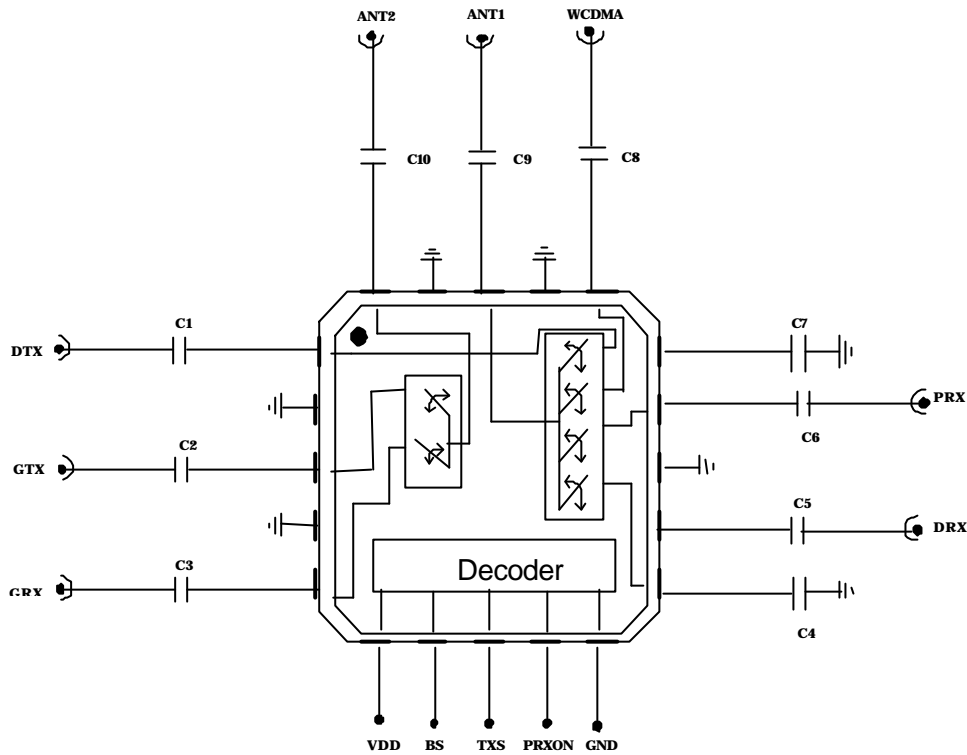 ANT2 ANT1 WCDMA
C10 C9 C8
C1 C7
DTX
PRX
C6
C2
GTX
C5
DRX
C3
GRX
Decoder
C4
VDD BS TXS PRXON GND